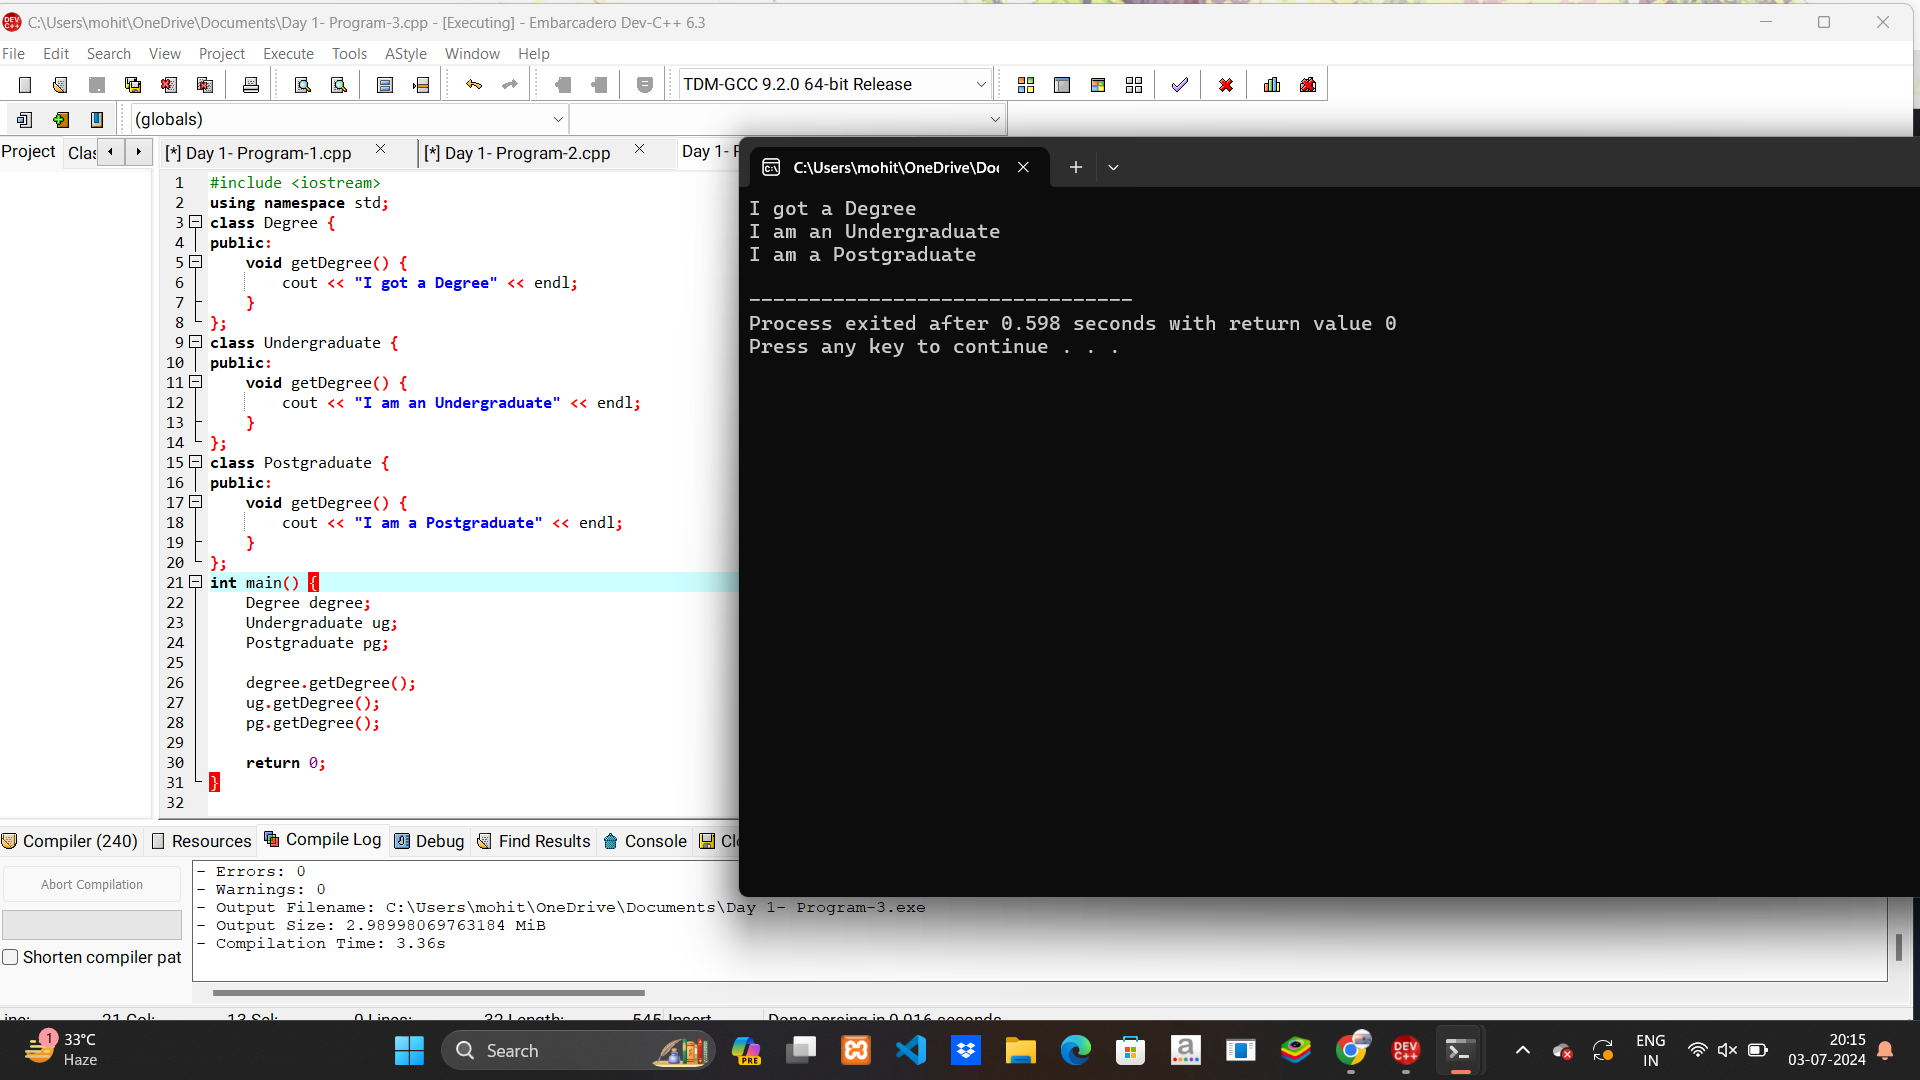 C:\Users\mohit\OneDrive\Documents\Day 1- Program-3.cpp - [Executing] - Embarcadero Dev-C++ 6.3
File Edit Search View Project Execute Tools AStyle Window Help
TDM-GCC 9.2.0 64-bit Release
(globals)
Project Clas [*] Day 1- Program-1.cpp [*] Day 1- Program-2.cpp Day 1- P
1 #include <iostream>
2 using namespace std;
3 class Degree {
4 public:
5 void getDegree() {
6 cout << "I got a Degree" << endl;
7 }
8 };
9 class Undergraduate {
10 public:
11 void getDegree() {
12 cout << "I am an Undergraduate" << endl;
13 }
14 };
15 class Postgraduate {
16 public:
17 void getDegree() {
18 cout << "I am a Postgraduate" << endl;
19 }
20 };
21 int main() {
22 Degree degree;
23 Undergraduate ug;
24 Postgraduate pg;
25
26 degree.getDegree();
27 ug.getDegree();
28 pg.getDegree();
29
30 return 0;
31 }
32
C:\Users\mohit\OneDrive\Doc
I got a Degree
I am an Undergraduate
I am a Postgraduate
--------------------------------
Process exited after 0.598 seconds with return value 0
Press any key to continue . . .
Compiler (240) Resources Compile Log Debug Find Results Console Clo
Abort Compilation
Shorten compiler pat
- Errors: 0
- Warnings: 0
- Output Filename: C:\Users\mohit\OneDrive\Documents\Day 1- Program-3.exe
- Output Size: 2.98998069763184 MiB
- Compilation Time: 3.36s
21 Col: 13 Sel: 0 Lines: 32 Length: 545 Insert Done parsing in 0.016 seconds
1
33°C
Haze
Search
PRE
DEV
C++
ENG
IN
20:15
03-07-2024